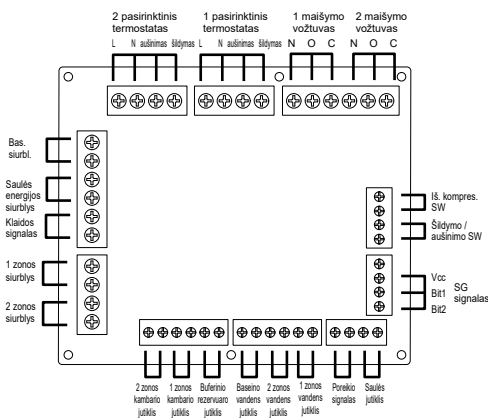 2 pasirinktinis
termostatas
L N aušinimas šildymas
1 pasirinktinis
termostatas
L N aušinimas šildymas
1 maišymo
vožtuvas
N O C
2 maišymo
vožtuvas
N O C
Bas.
siurbl.
Saulės
energijos
siurblys
Klaidos
signalas
1 zonos
siurblys
2 zonos
siurblys
Iš. kompres.
SW
Šildymo /
aušinimo SW
Vcc
Bit1
Bit2
SG
signalas
2 zonos
kambario
jutiklis
1 zonos
kambario
jutiklis
Buferinio
rezervuaro
jutiklis
Baseino
vandens
jutiklis
2 zonos
vandens
jutiklis
1 zonos
vandens
jutiklis
Poreikio
signalas
Saulės
jutiklis